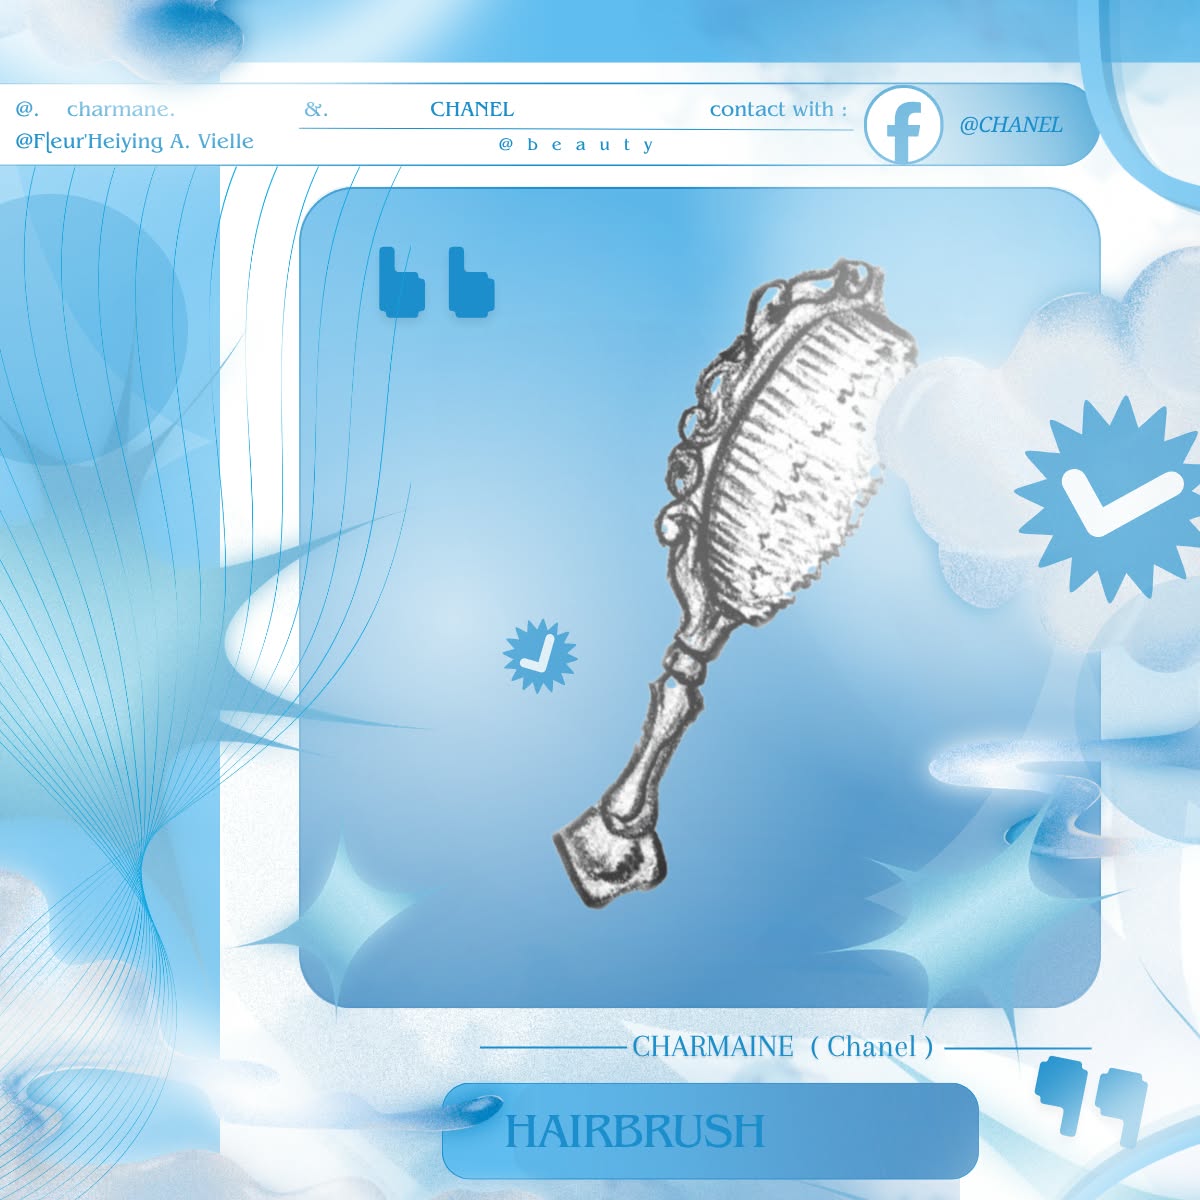 @. charmane. &. CHANEL contact with :
@CHANEL
@Fleur'Heiying A. Vielle
@ b e a u t y
CHARMAINE ( Chanel )
HAIRBRUSH